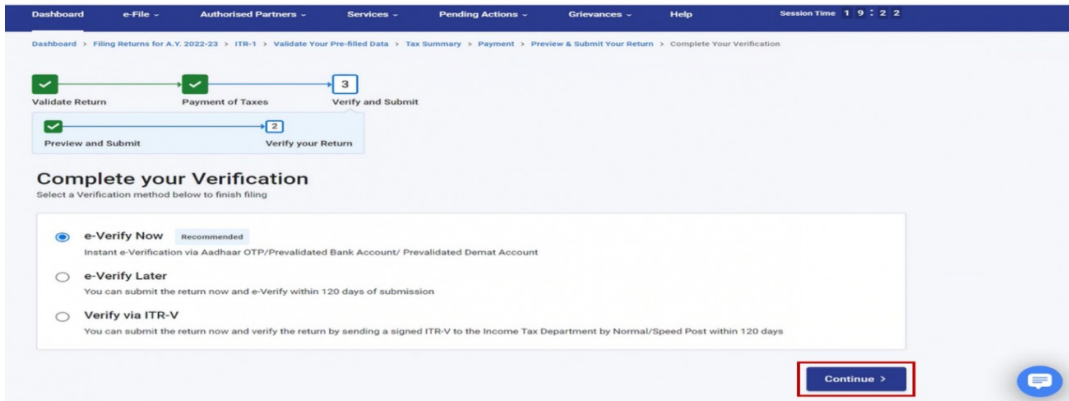 Dashboard e-File Authorised Partners Services Pending Actions Grievances Help Session Time 1 9 : 2 2
Dashboard > Filing Returns for A.Y. 2022-23 > ITR-1 > Validate Your Pre-filled Data > Tax Summary > Payment > Preview & Submit Your Return > Complete Your Verification
3
Validate Return Payment of Taxes Verify and Submit
2
Preview and Submit Verify your Return
Complete your Verification
Select a Verification method below to finish filing
e-Verify Now Recommended
Instant e-Verification via Aadhaar OTP/Prevalidated Bank Account/ Prevalidated Demat Account
e-Verify Later
You can submit the return now and e-Verify within 120 days of submission
Verify via ITR-V
You can submit the return now and verify the return by sending a signed ITR-V to the Income Tax Department by Normal/Speed Post within 120 days
Continue >